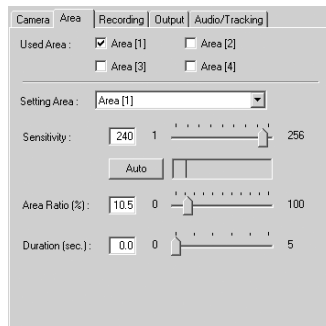 Camera Area Recording Output Audio/Tracking
Used Area : Area [1] Area [2]
Area [3] Area [4]
Setting Area : Area [1]
Sensitivity : 240 1 256
Auto
Area Ratio (%) : 10.5 0 100
Duration (sec.) : 0.0 0 5